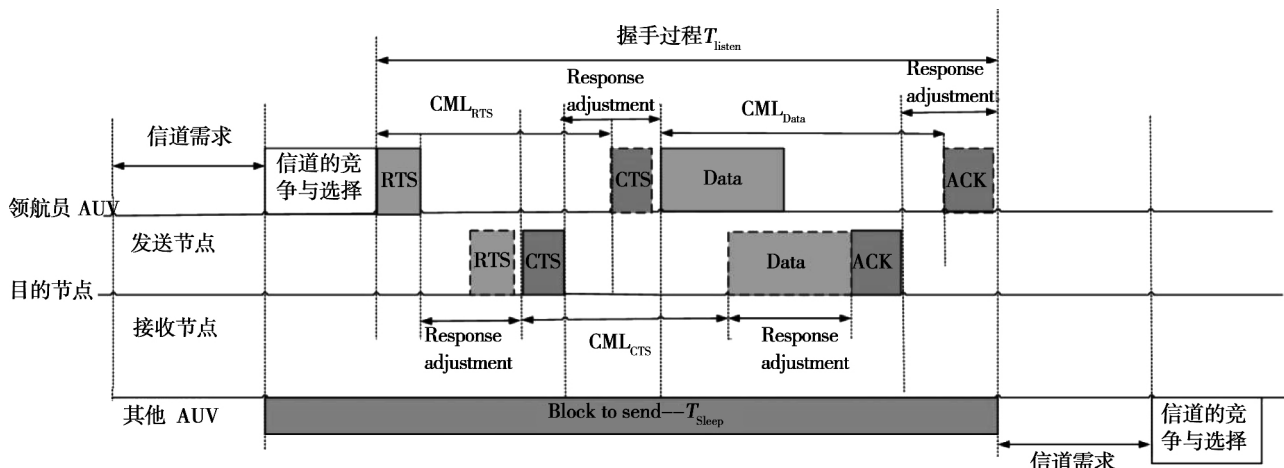 握手过程T_listen
Response
adjustment
Response
adjustment
CML_RTS
CML_Data
信道需求
信道的竞
争与选择
RTS
CTS
Data
ACK
领航员 AUV
发送节点
RTS
CTS
Data
ACK
目的节点
接收节点
Response
adjustment
CML_CTS
Response
adjustment
其他 AUV
Block to send—T_Sleep
信道的竞
争与选择
信道需求